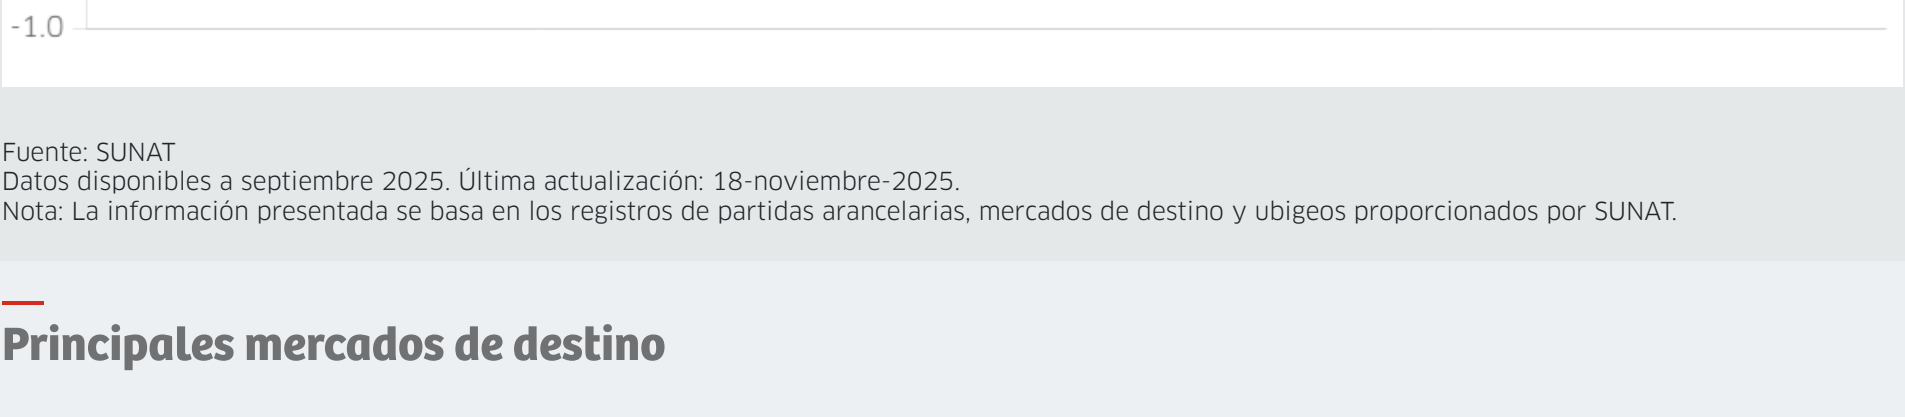 -1.0
Fuente: SUNAT
Datos disponibles a septiembre 2025. Última actualización: 18-noviembre-2025.
Nota: La información presentada se basa en los registros de partidas arancelarias, mercados de destino y ubigeos proporcionados por SUNAT.
Principales mercados de destino